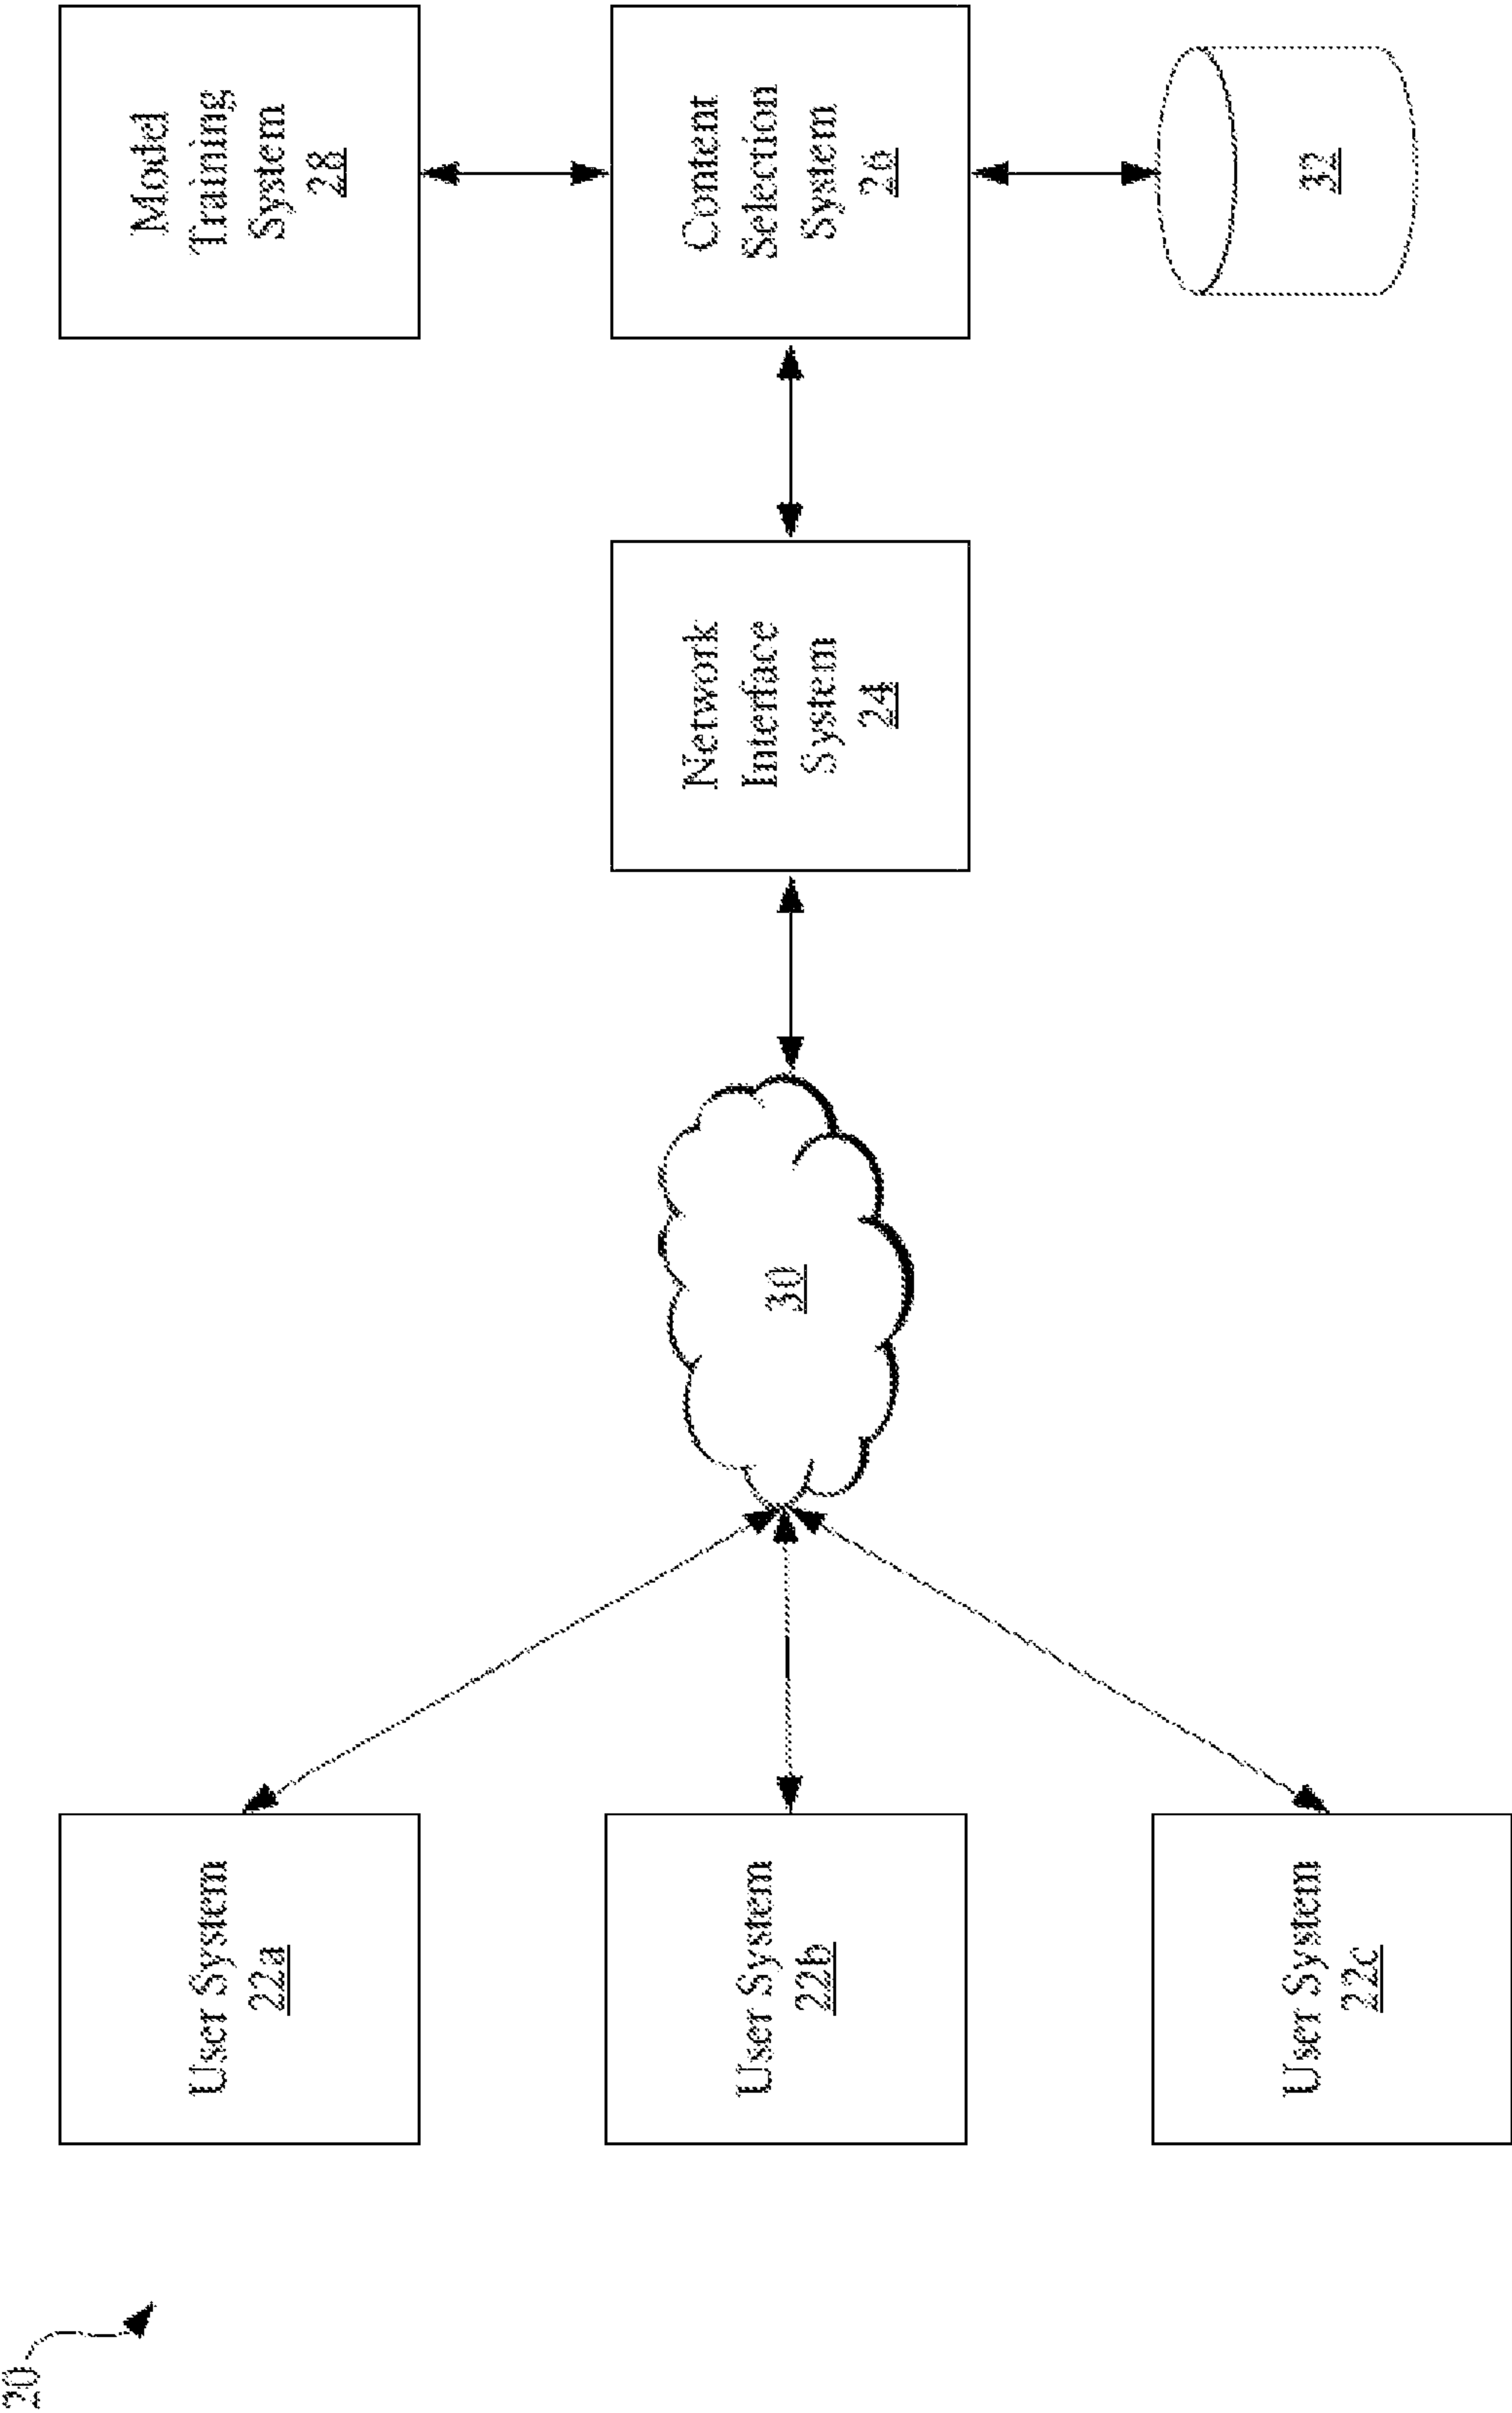 20
User System
22a
User System
22b
User System
22c
30
Network
Interface
System
24
Model
Training
System
28
Content
Selection
System
26
32